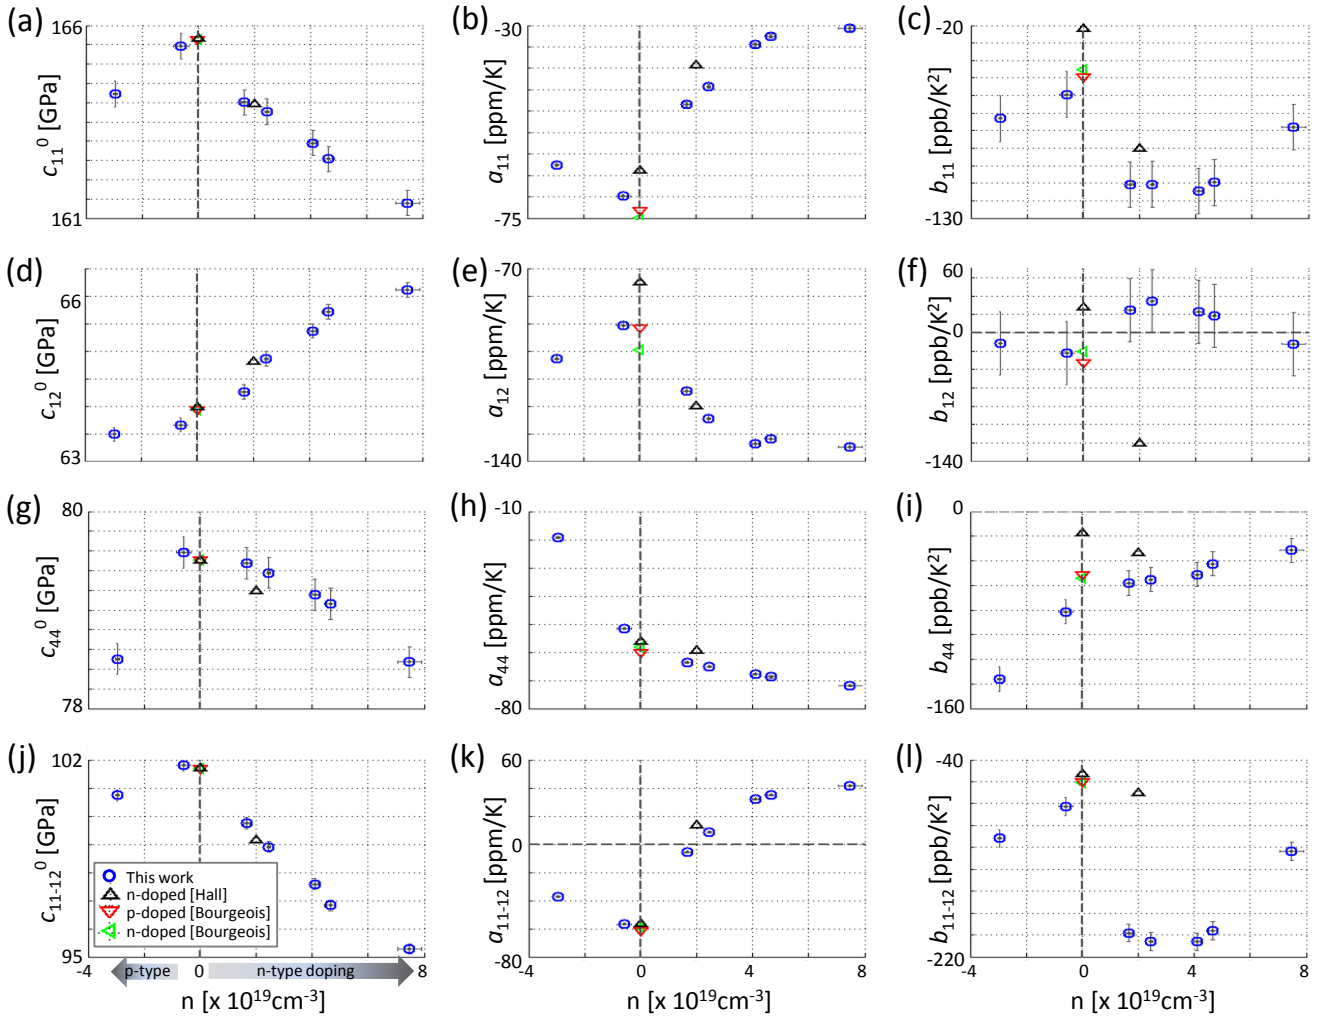 (a)
166
161
c11^0 [GPa]
(b)
-30
-75
a11 [ppm/K]
(c)
-20
-130
b11 [ppb/K²]
(d)
66
12
63
c12^0 [GPa]
(e)
-70
-140
a12 [ppm/K]
(f)
60
0
-140
b12 [ppb/K²]
(g)
80
78
c44^0 [GPa]
(h)
-10
-80
a44 [ppm/K]
(i)
0
-160
b44 [ppb/K²]
(j)
102
95
c11-12^0 [GPa]
This work
n-doped [Hall]
p-doped [Bourgeois]
n-doped [Bourgeois]
p-type
n-type doping
-4 0 4 8
n [x 10^19cm^-3]
(k)
60
0
-80
a11-12 [ppm/K]
-4 0 4 8
n [x 10^19cm^-3]
(l)
-40
-220
b11-12 [ppb/K²]
-4 0 4 8
n [x 10^19cm^-3]